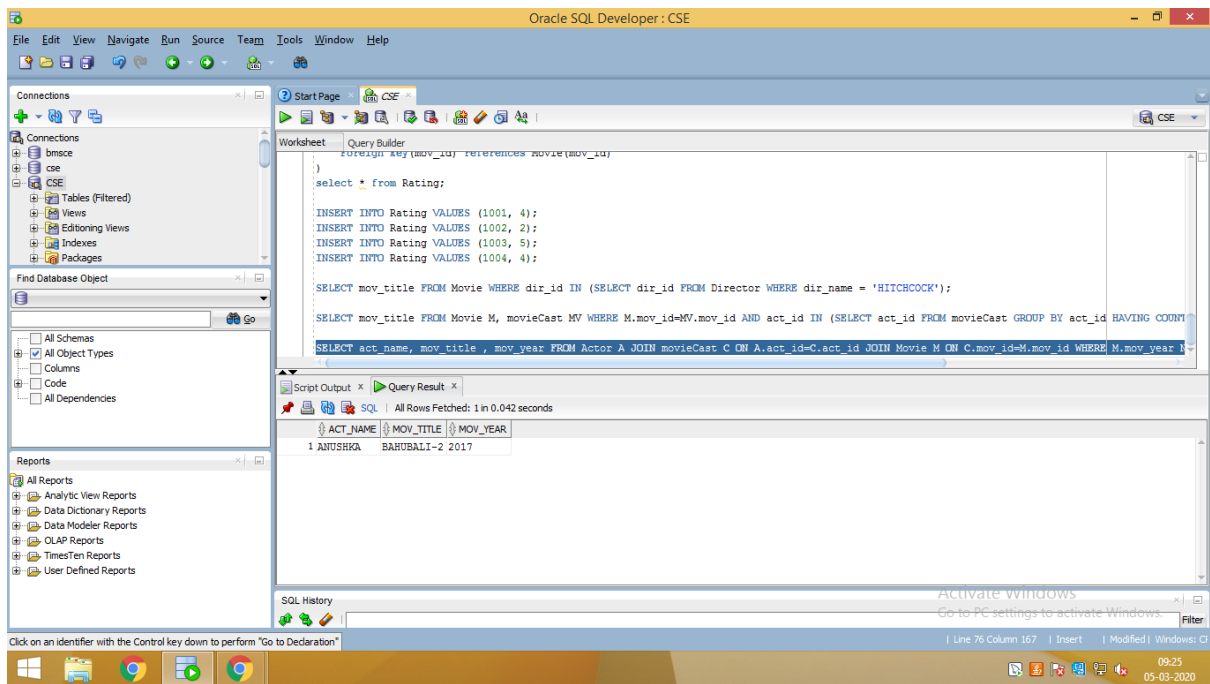 Oracle SQL Developer : CSE
File Edit View Navigate Run Source Team Tools Window Help
Connections
Start Page
CSE
CSE
Connections
bmsce
cse
CSE
Tables (Filtered)
Views
Editioning Views
Indexes
Packages
Worksheet Query Builder
foreign key(mov_id) references Movie(mov_id)
)
select * from Rating;
INSERT INTO Rating VALUES (1001, 4);
INSERT INTO Rating VALUES (1002, 2);
INSERT INTO Rating VALUES (1003, 5);
INSERT INTO Rating VALUES (1004, 4);
SELECT mov_title FROM Movie WHERE dir_id IN (SELECT dir_id FROM Director WHERE dir_name = 'HITCHCOCK');
SELECT mov_title FROM Movie M, movieCast MV WHERE M.mov_id=MV.mov_id AND act_id IN (SELECT act_id FROM movieCast GROUP BY act_id HAVING
SELECT act_name, mov_title , mov_year FROM Actor A JOIN movieCast C ON A.act_id=C.act_id JOIN Movie M ON C.mov_id=M.mov_id WHERE M.mov_year
Find Database Object
Go
All Schemas
All Object Types
Columns
Code
All Dependencies
Script Output x Query Result x
SQL | All Rows Fetched: 1 in 0.042 seconds
ACT_NAME MOV_TITLE MOV_YEAR
1 ANUSHKA BAHUBALI-2 2017
Reports
All Reports
Analytic View Reports
Data Dictionary Reports
Data Modeler Reports
OLAP Reports
TimesTen Reports
User Defined Reports
SQL History
Activate Windows
Go to PC settings to activate Windows.
Filter
Click on an identifier with the Control key down to perform "Go to Declaration"
| Line 76 Column 167 | Insert | Modified | Windows:
09:25
05-03-2020